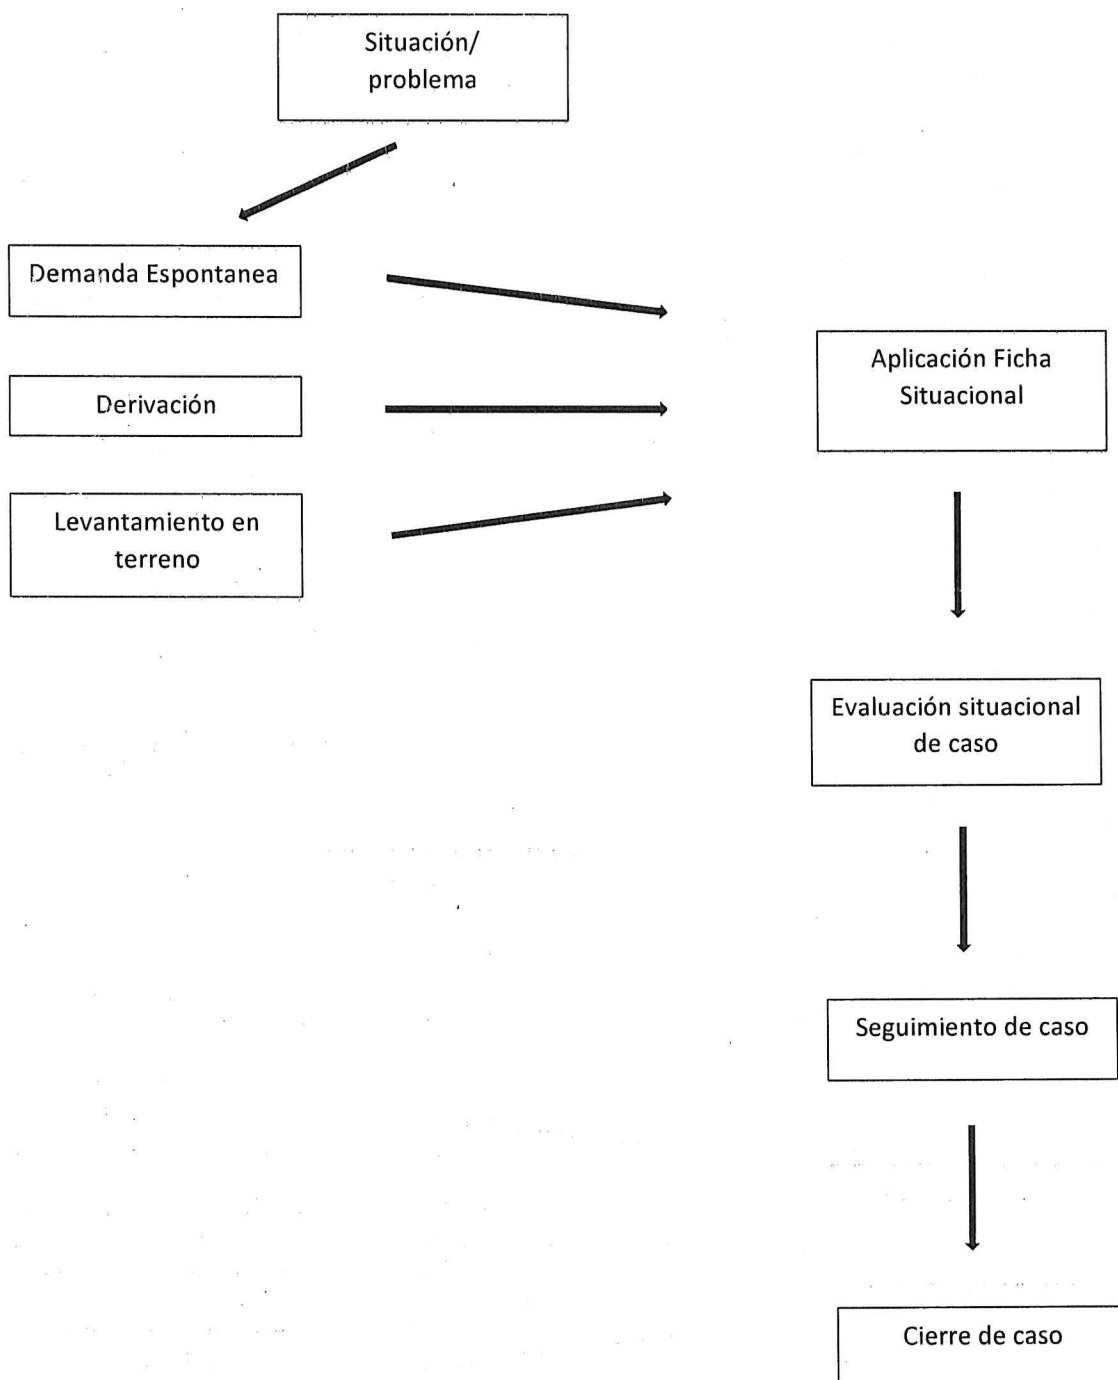 Situación/
problema
Demanda Espontanea
Derivación
Levantamiento en
terreno
Aplicación Ficha
Situacional
Evaluación situacional
de caso
Seguimiento de caso
Cierre de caso